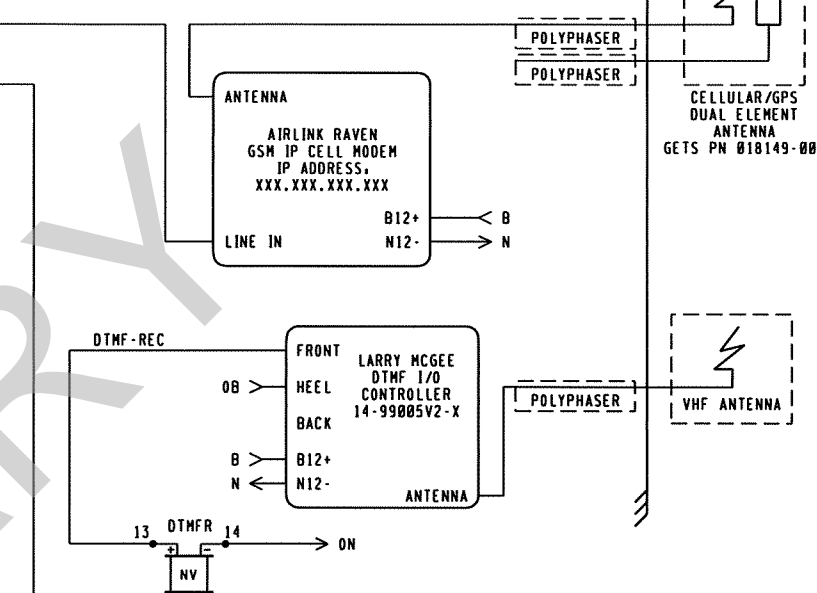 POLYPHASER
POLYPHASER
CELLULAR/GPS
DUAL ELEMENT
ANTENNA
GETS PN 018149-00
ANTENNA
AIRLINK RAVEN
GSM IP CELL MODEM
IP ADDRESS:
XXX.XXX.XXX.XXX
B12+
B
LINE IN
N12-
N
DTMF-REC
FRONT
LARRY MCGEE
DTMF I/O
CONTROLLER
14-99005V2-X
OB
HEEL
BACK
B
B12+
N
N12-
ANTENNA
POLYPHASER
VHF ANTENNA
13
DTMFR
14
ON
+
-
NV
RY